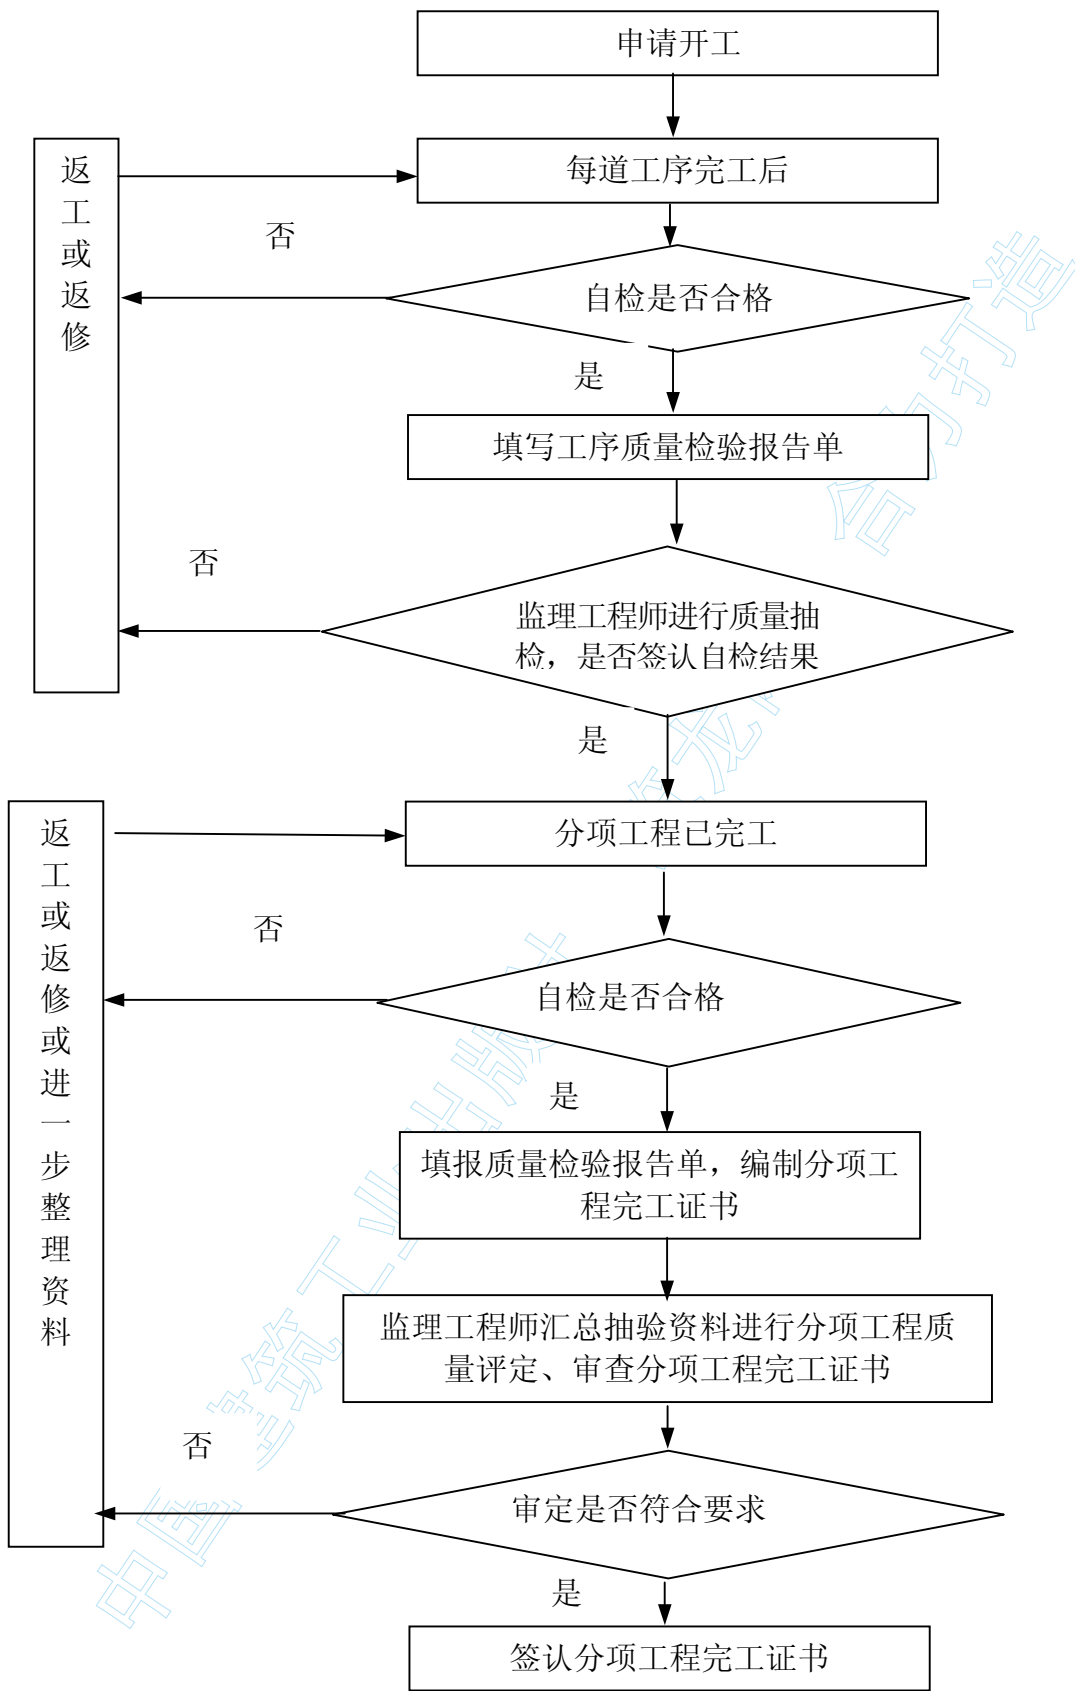 申请开工
每道工序完工后
返
工
或
返
修
否
自检是否合格
是
填写工序质量检验报告单
否
监理工程师进行质量抽
检，是否签认自检结果
是
分项工程已完工
返
工
或
返
修
或
进
一
步
整
理
资
料
否
自检是否合格
是
填报质量检验报告单，编制分项工
程完工证书
监理工程师汇总抽验资料进行分项工程质
量评定、审查分项工程完工证书
否
审定是否符合要求
是
签认分项工程完工证书